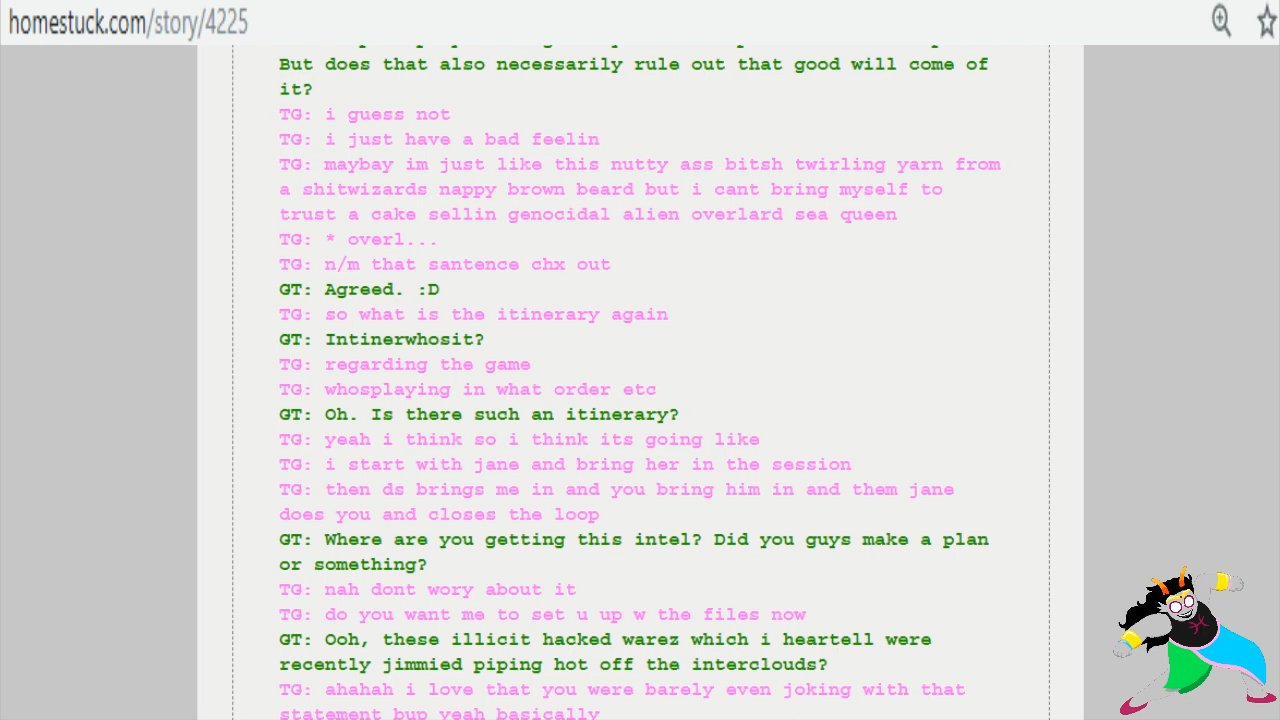 homestuck.com/story/4225
But does that also necessarily rule out that good will come of
it?
TG: i guess not
TG: i just have a bad feelin
TG: maybay im just like this nutty ass bitsh twirling yarn from
a shitwizards nappy brown beard but i cant bring myself to
trust a cake sellin genocidal alien overlard sea queen
TG: * overl...
TG: n/m that santence chx out
GT: Agreed. :D
TG: so what is the itinerary again
GT: Intinerwhosit?
TG: regarding the game
TG: whosplaying in what order etc
GT: Oh. Is there such an itinerary?
TG: yeah i think so i think its going like
TG: i start with jane and bring her in the session
TG: then ds brings me in and you bring him in and them jane
does you and closes the loop
GT: Where are you getting this intel? Did you guys make a plan
or something?
TG: nah dont wory about it
TG: do you want me to set u up w the files now
GT: Ooh, these illicit hacked warez which i heartell were
recently jimmied piping hot off the interclouds?
TG: ahahah i love that you were barely even joking with that
statement bup yeah basically